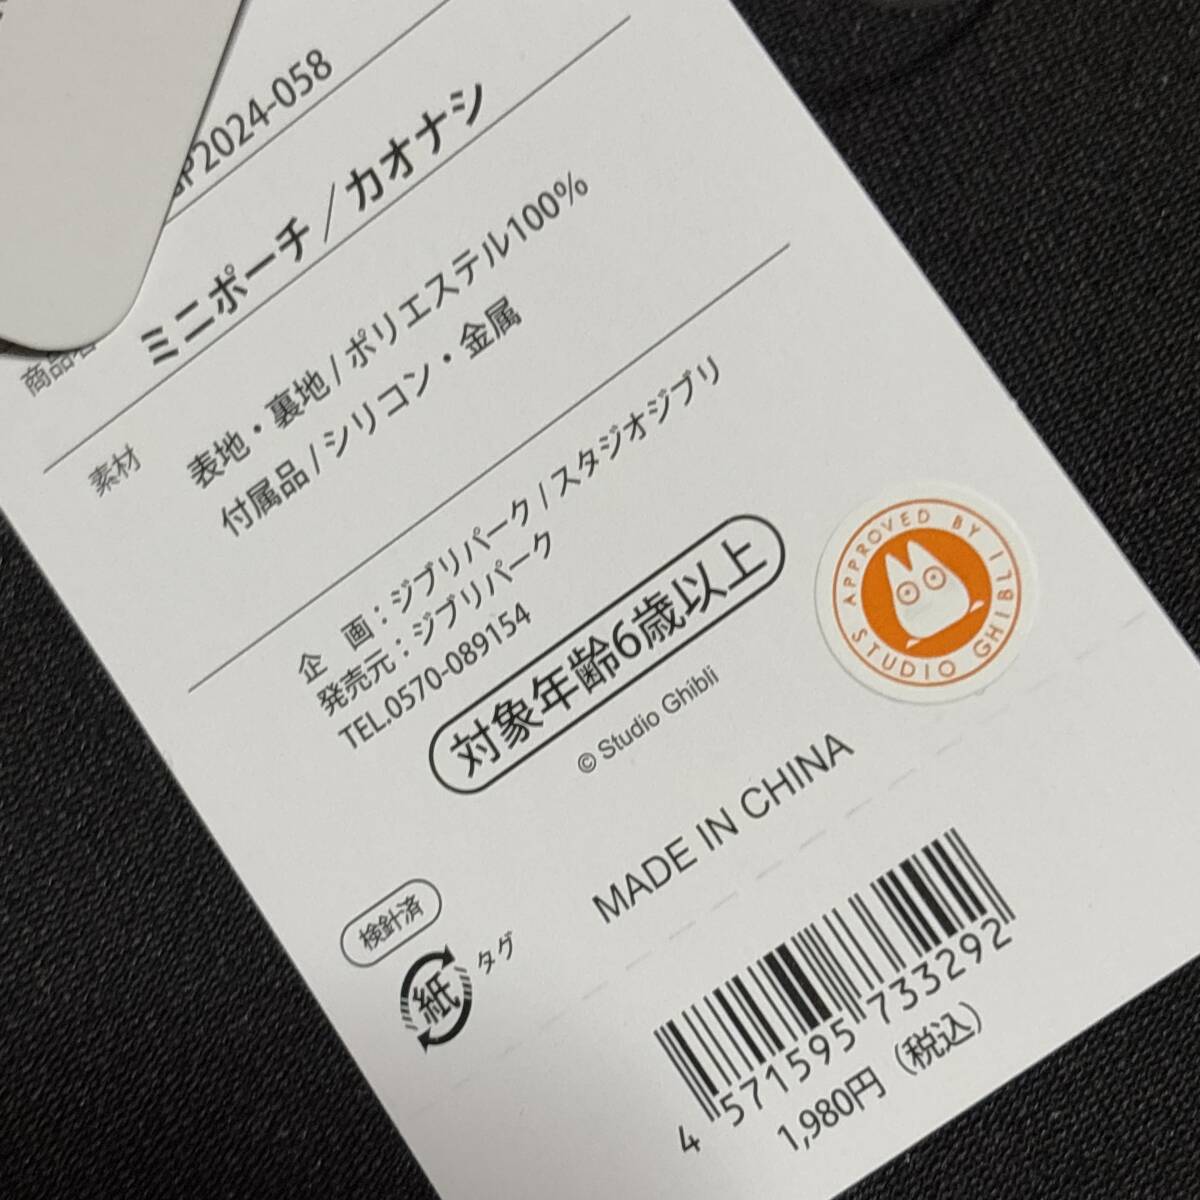 GP2024-058
商品名 ミニポーチ／カオナシ
素材 表地・裏地/ポリエステル100%
付属品/シリコン・金属
企　画：ジブリパーク/スタジオジブリ
発売元：ジブリパーク
TEL.0570-089154
対象年齢6歳以上
© Studio Ghibli
APPROVED BY
STUDIO GHIBLI
MADE IN CHINA
検針済
紙 タグ
4 571595 733292
1,980円（税込）